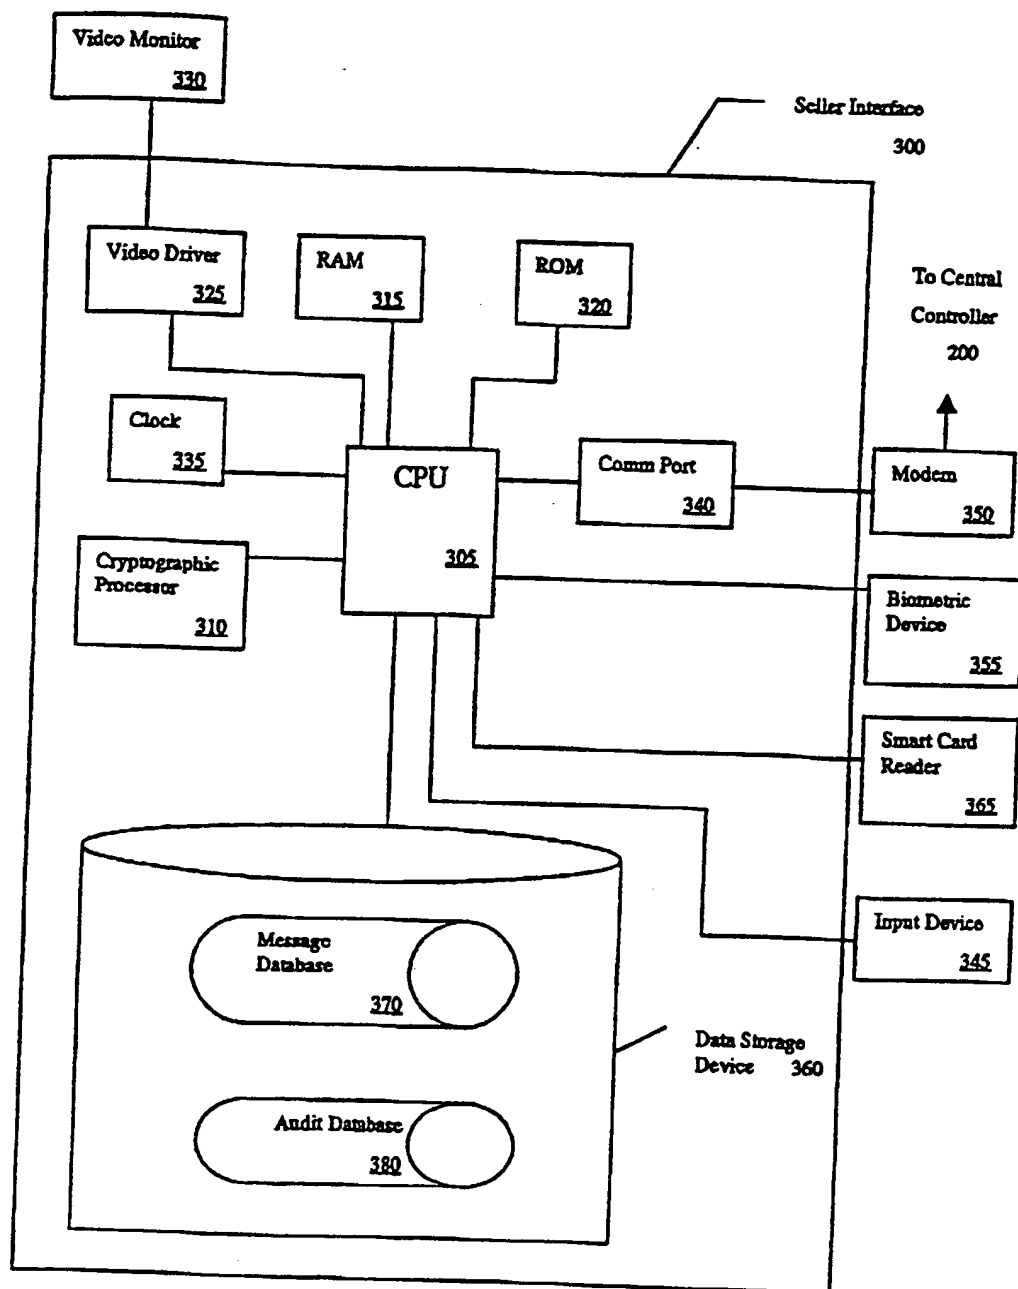 Video Monitor
330
Seller Interface
300
Video Driver
325
RAM
315
ROM
320
To Central
Controller
200
Clock
335
CPU
305
Comm Port
340
Modem
350
Cryptographic
Processor
310
Biometric
Device
355
Smart Card
Reader
365
Message
Database
370
Input Device
345
Data Storage
Device 360
Audit Database
380